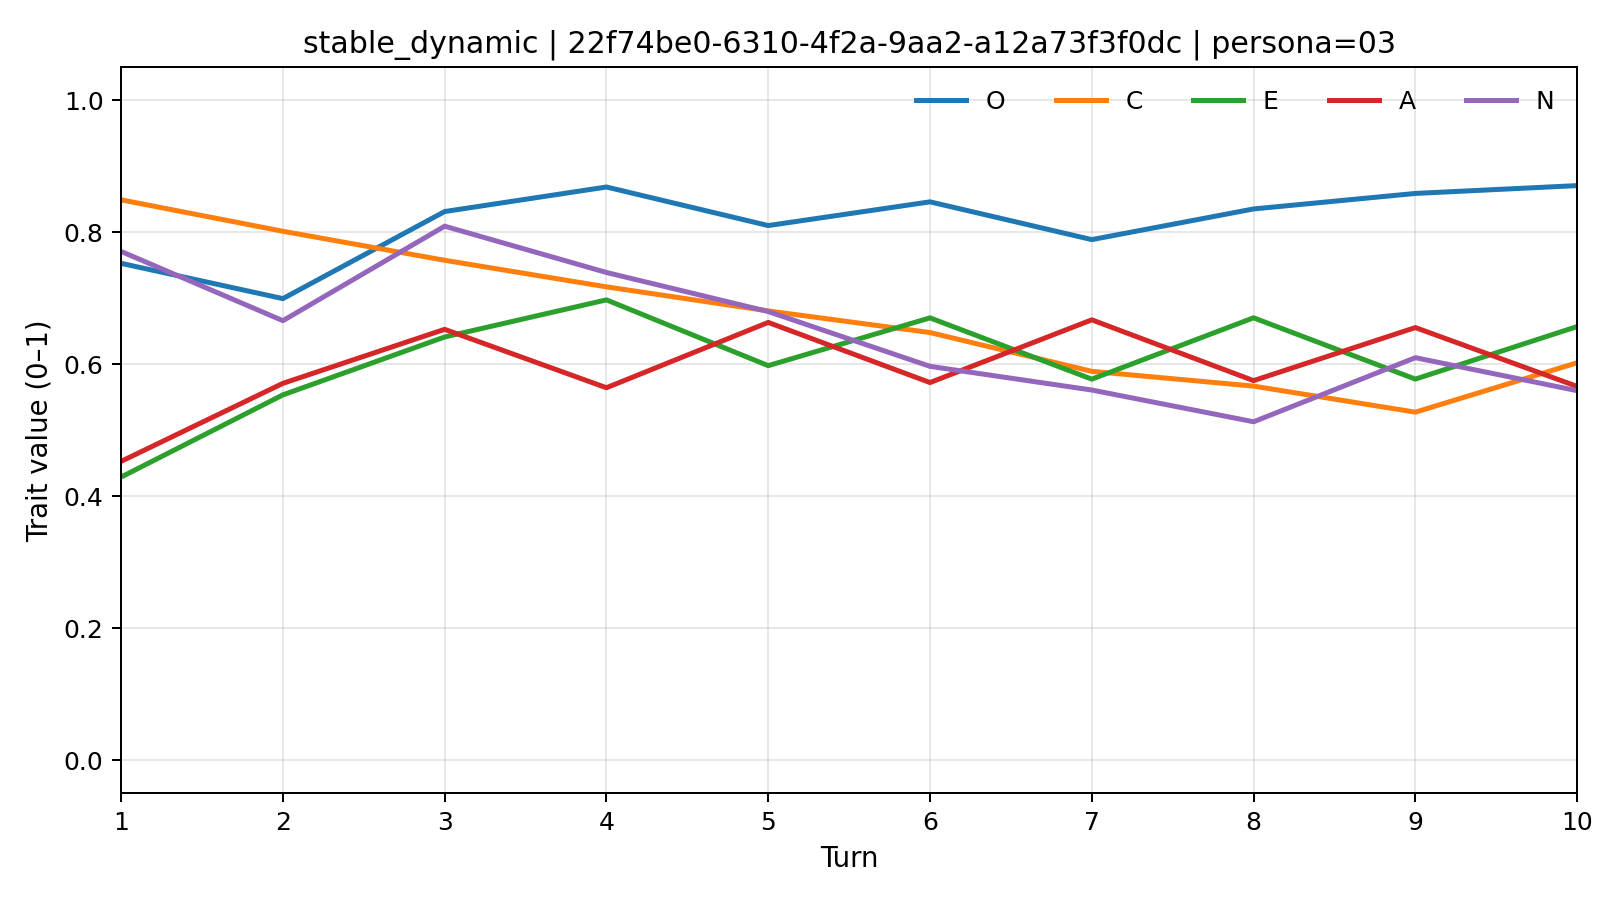 stable_dynamic | 22f74be0-6310-4f2a-9aa2-a12a73f3f0dc | persona=03
O C E A N
Trait value (0–1)
1.0
0.8
0.6
0.4
0.2
0.0
1 2 3 4 5 6 7 8 9 10
Turn